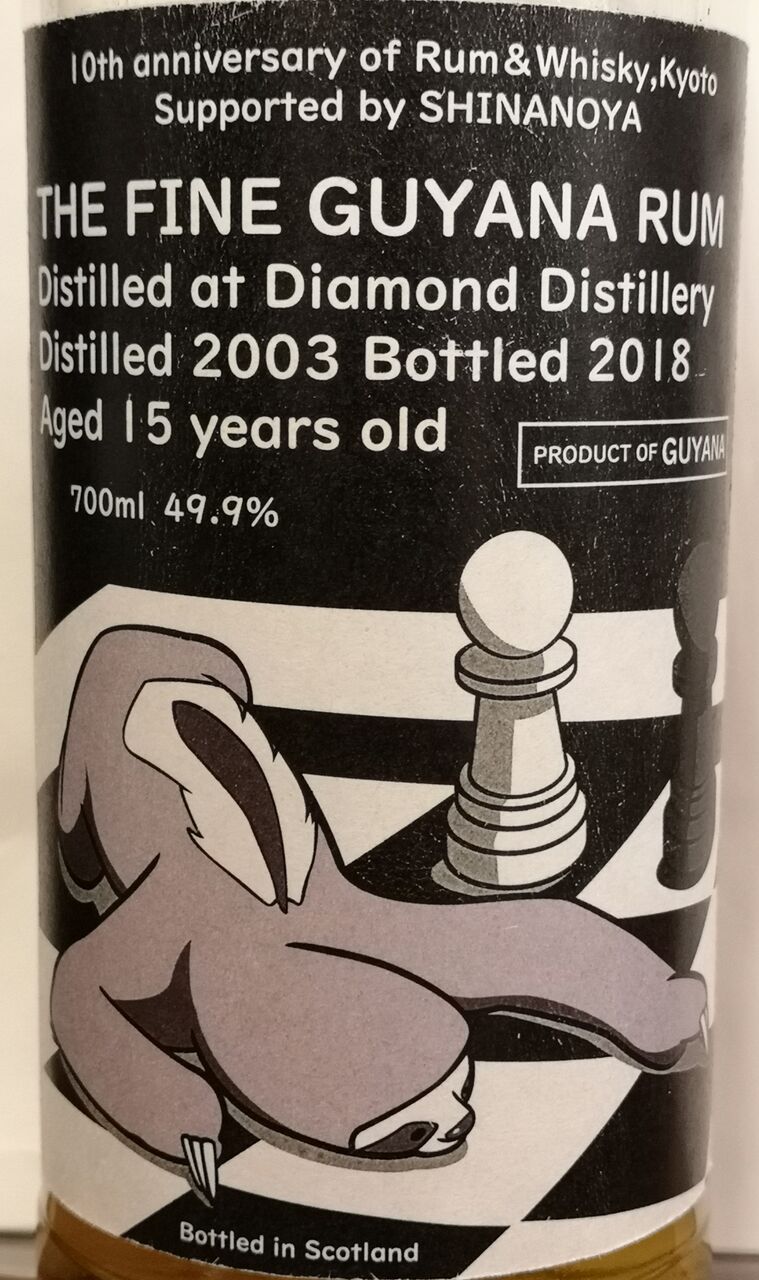 10th anniversary of Rum&Whisky,Kyoto
Supported by SHINANOYA
THE FINE GUYANA RUM
Distilled at Diamond Distillery
Distilled 2003 Bottled 2018
Aged 15 years old
PRODUCT OF GUYANA
700ml 49.9%
Bottled in Scotland